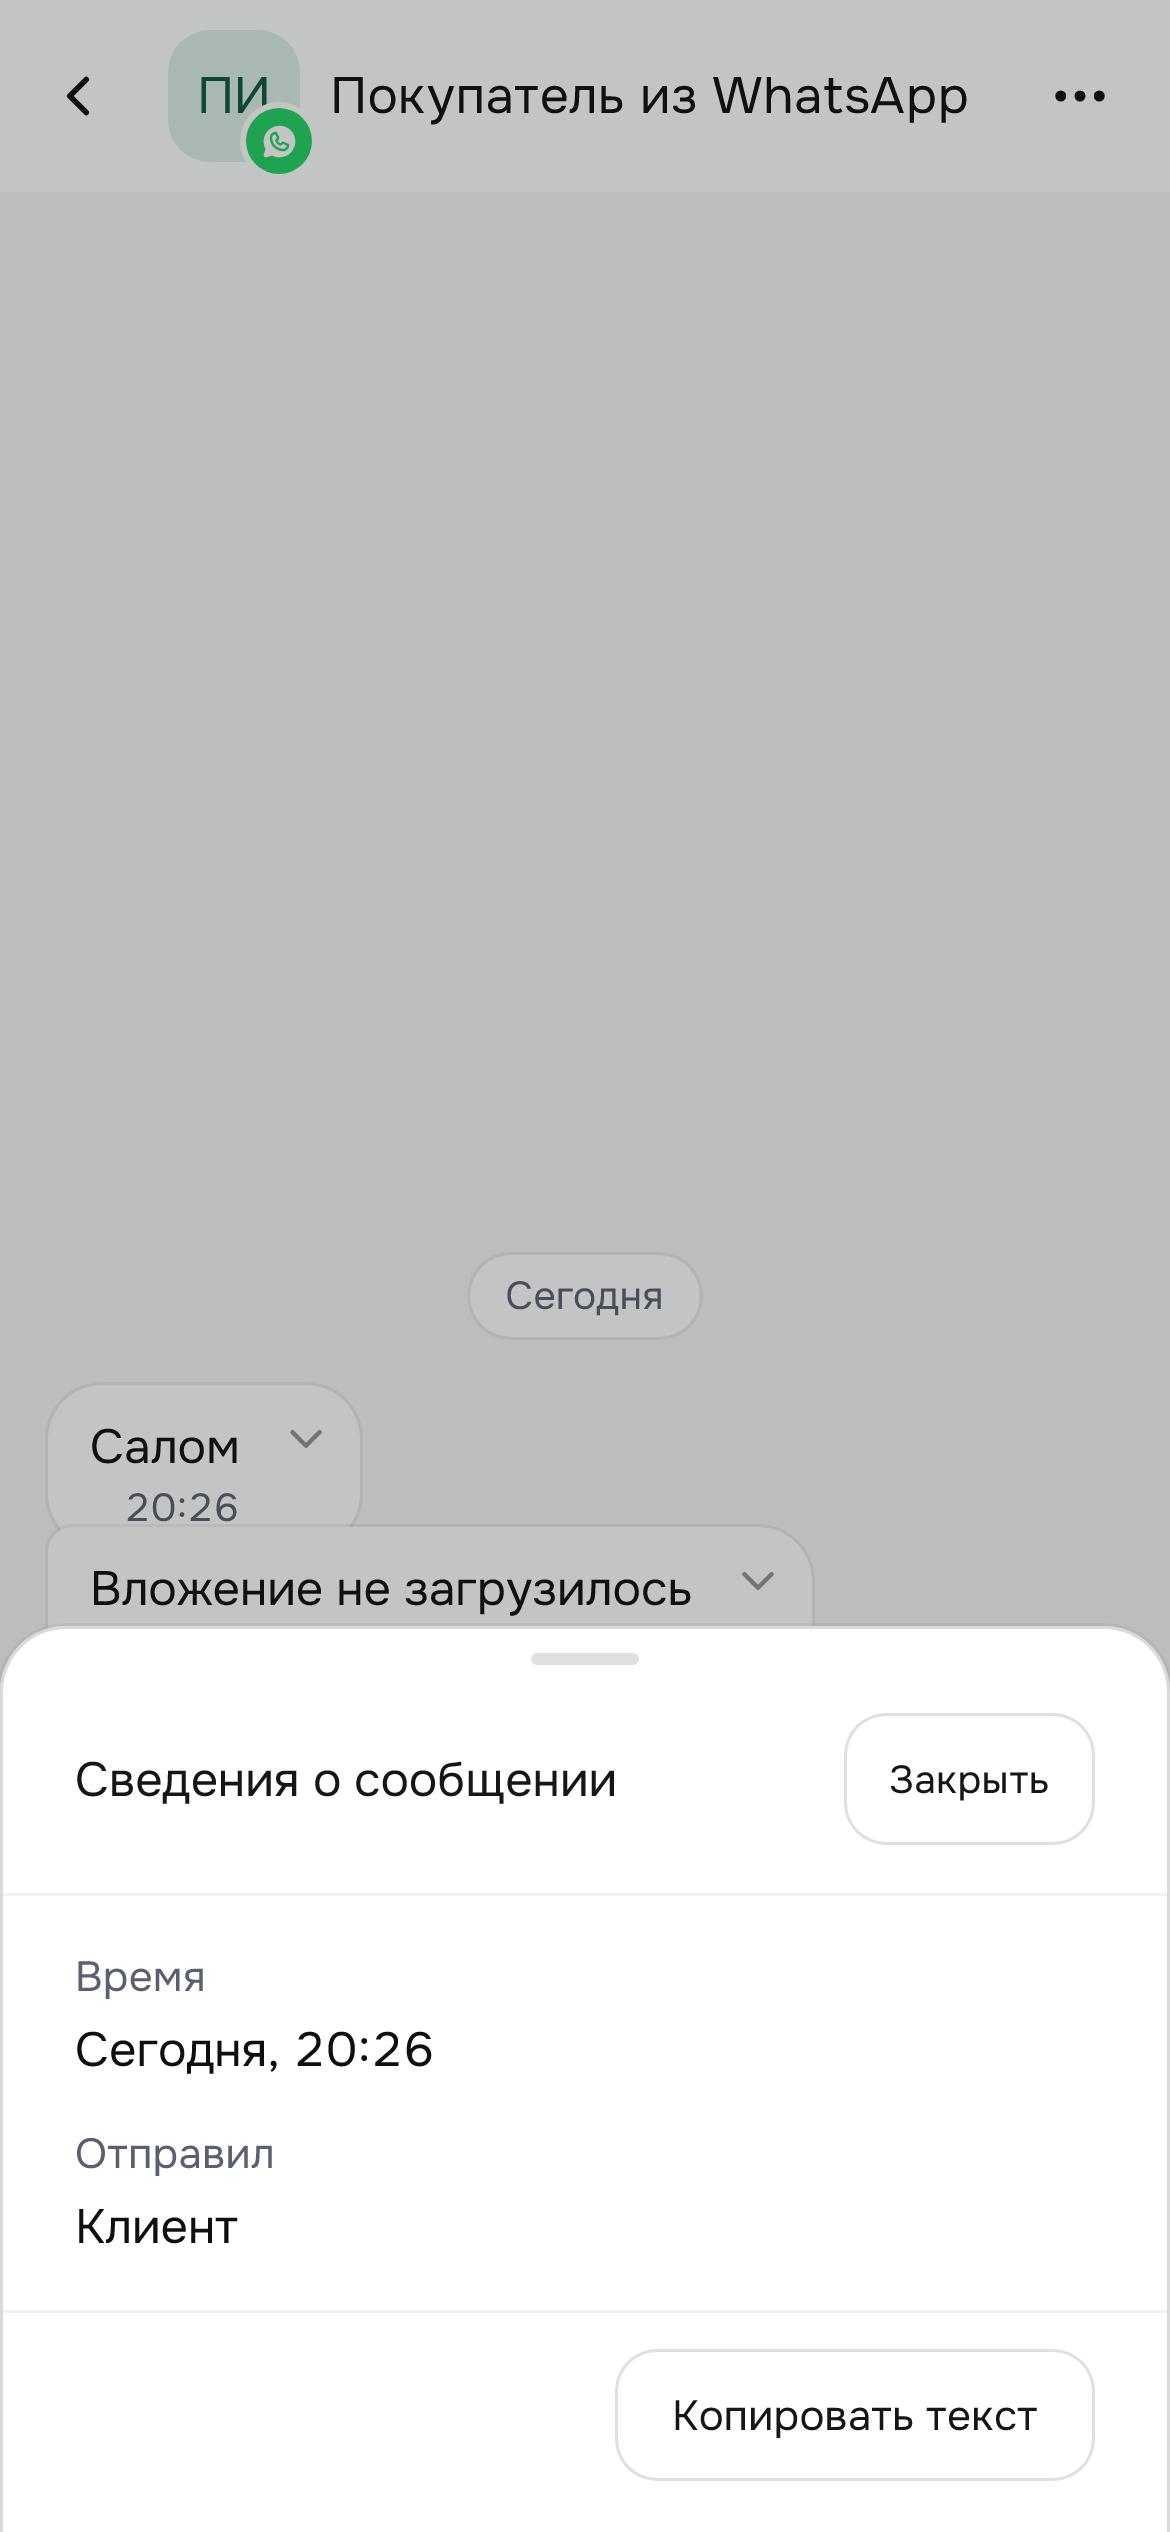 ПИ
Покупатель из WhatsApp
Сегодня
Салом
20:26
Вложение не загрузилось
Сведения о сообщении
Закрыть
Время
Сегодня, 20:26
Отправил
Клиент
Копировать текст